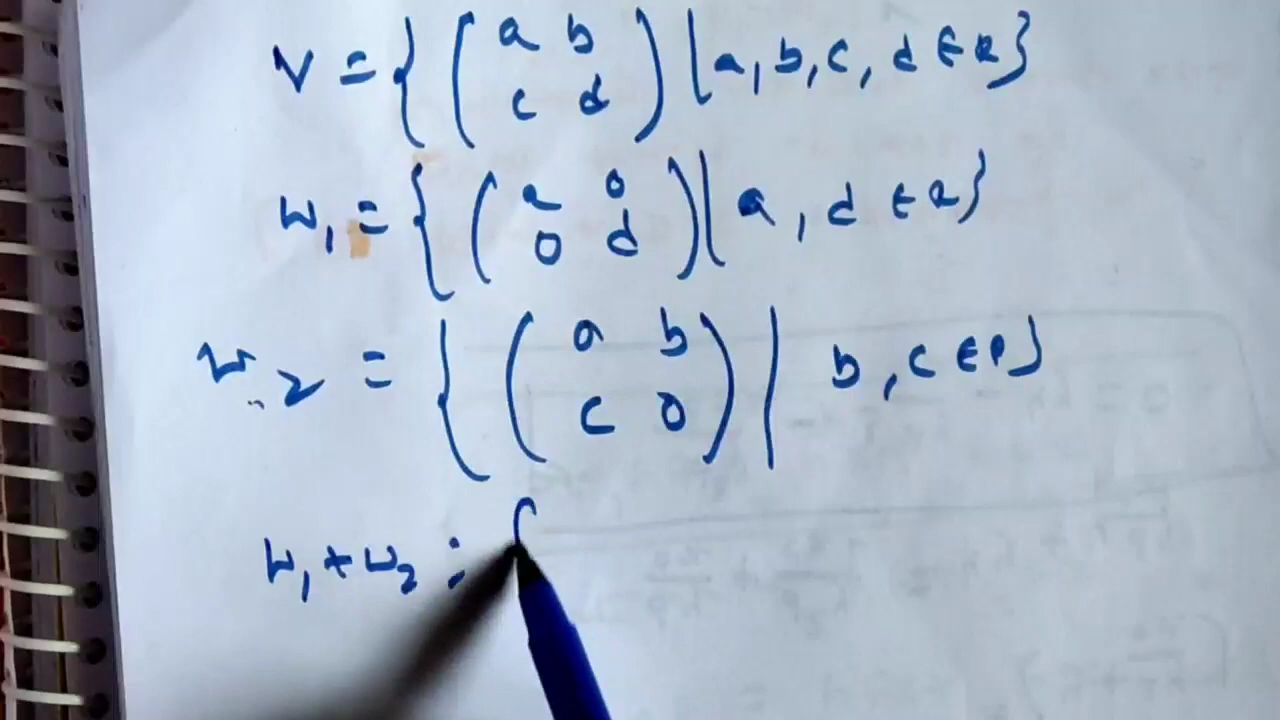 V = { ( a b
c d ) | a, b, c, d ∈ R }
W₁ = { ( a 0
0 d ) | a, d ∈ R }
W₂ = { ( a b
c 0 ) | b, c ∈ R }
W₁ + W₂ =